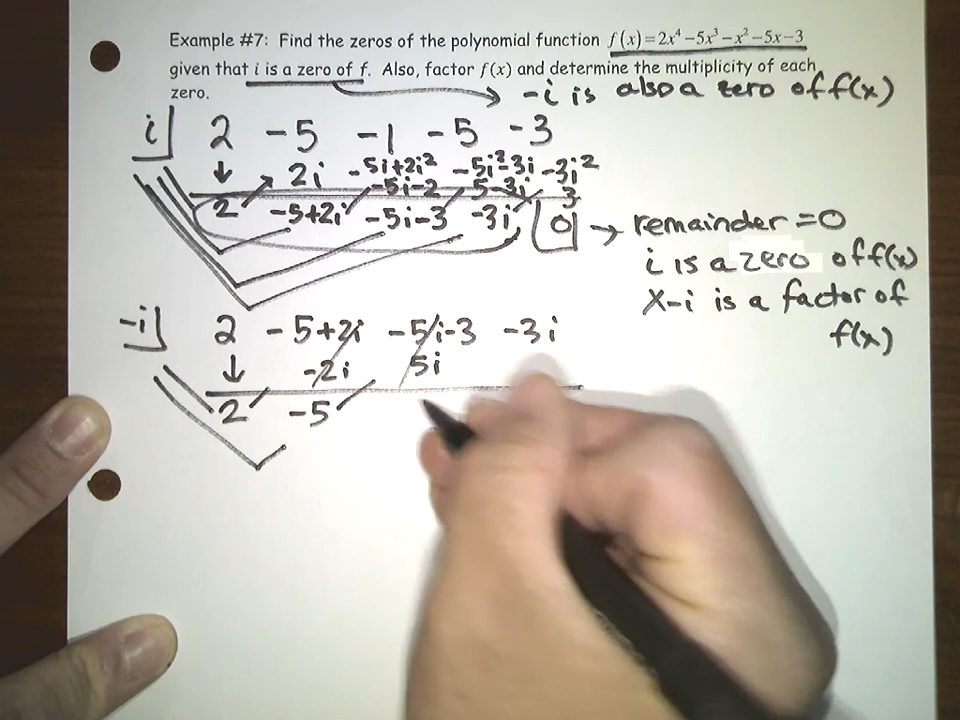 Example #7: Find the zeros of the polynomial function f(x)=2x⁴−5x³−x²−5x−3
given that i is a zero of f. Also, factor f(x) and determine the multiplicity of each
zero.
→ -i is also a zero of f(x)
i] 2 -5 -1 -5 -3
↓ 2i -5i+2i² -5i²-3i -3i²
-5i-2 5-3i 3
2 -5+2i -5i-3 -3i 0 → remainder=0
i is a zero of f(x)
x-i is a factor of
f(x)
-i] 2 -5+2i -5i-3 -3i
↓ -2i 5i
2 -5